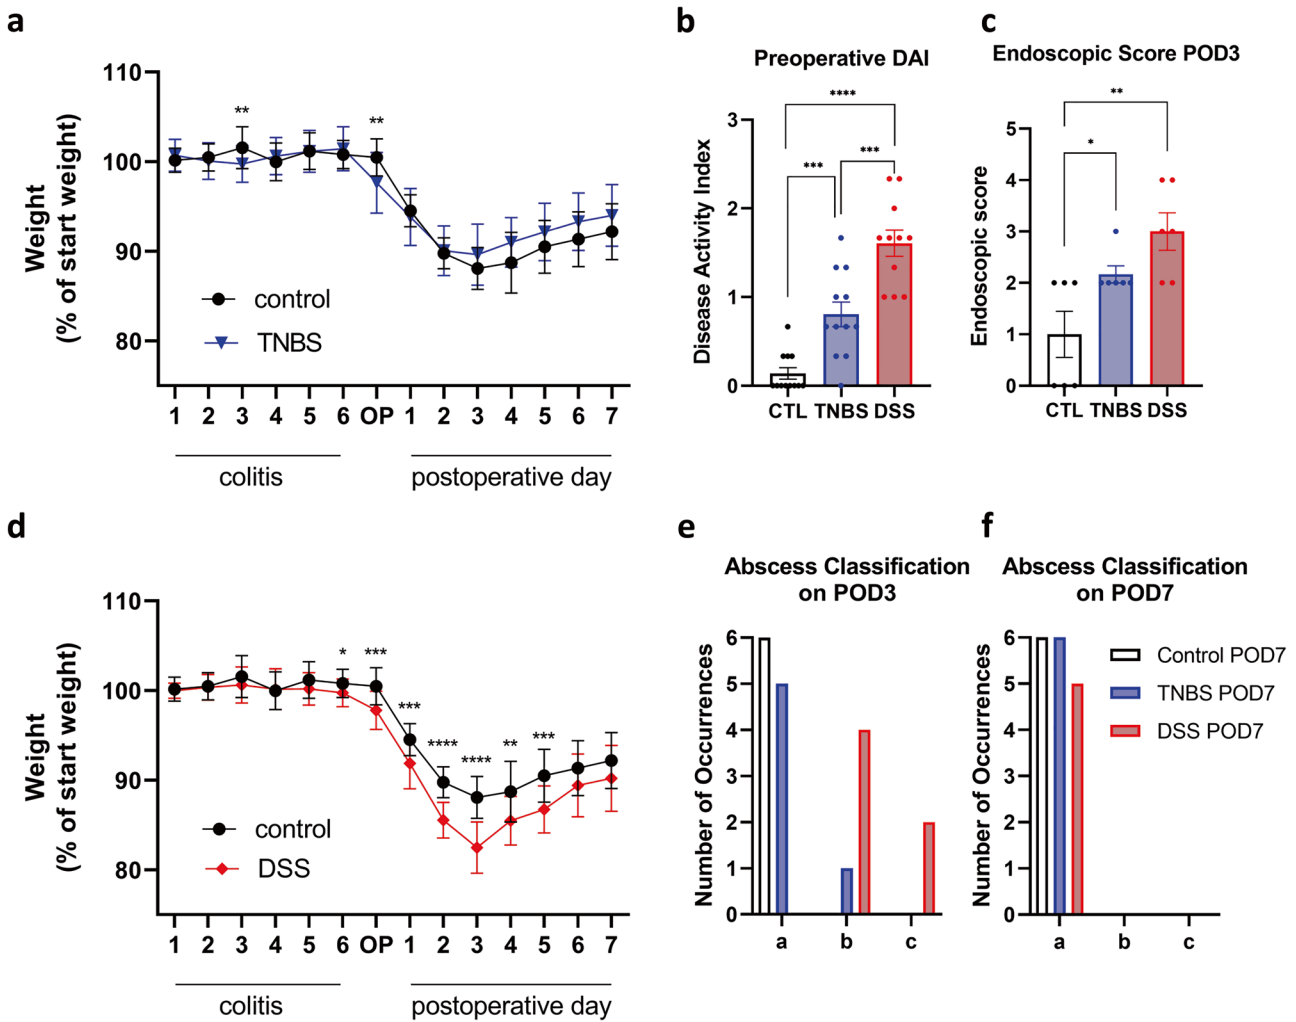 a
110
100
90
80
Weight
(% of start weight)
**
**
control
TNBS
1 2 3 4 5 6 OP 1 2 3 4 5 6 7
colitis
postoperative day
b
Preoperative DAI
****
***
***
3
2
1
0
Disease Activity Index
CTL TNBS DSS
c
Endoscopic Score POD3
**
*
5
4
3
2
1
0
Endoscopic score
CTL TNBS DSS
d
110
100
90
80
Weight
(% of start weight)
*
***
***
****
****
**
***
control
DSS
1 2 3 4 5 6 OP 1 2 3 4 5 6 7
colitis
postoperative day
e
Abscess Classification
on POD3
6
5
4
3
2
1
0
Number of Occurrences
a b c
f
Abscess Classification
on POD7
6
5
4
3
2
1
0
Number of Occurrences
a b c
Control POD7
TNBS POD7
DSS POD7